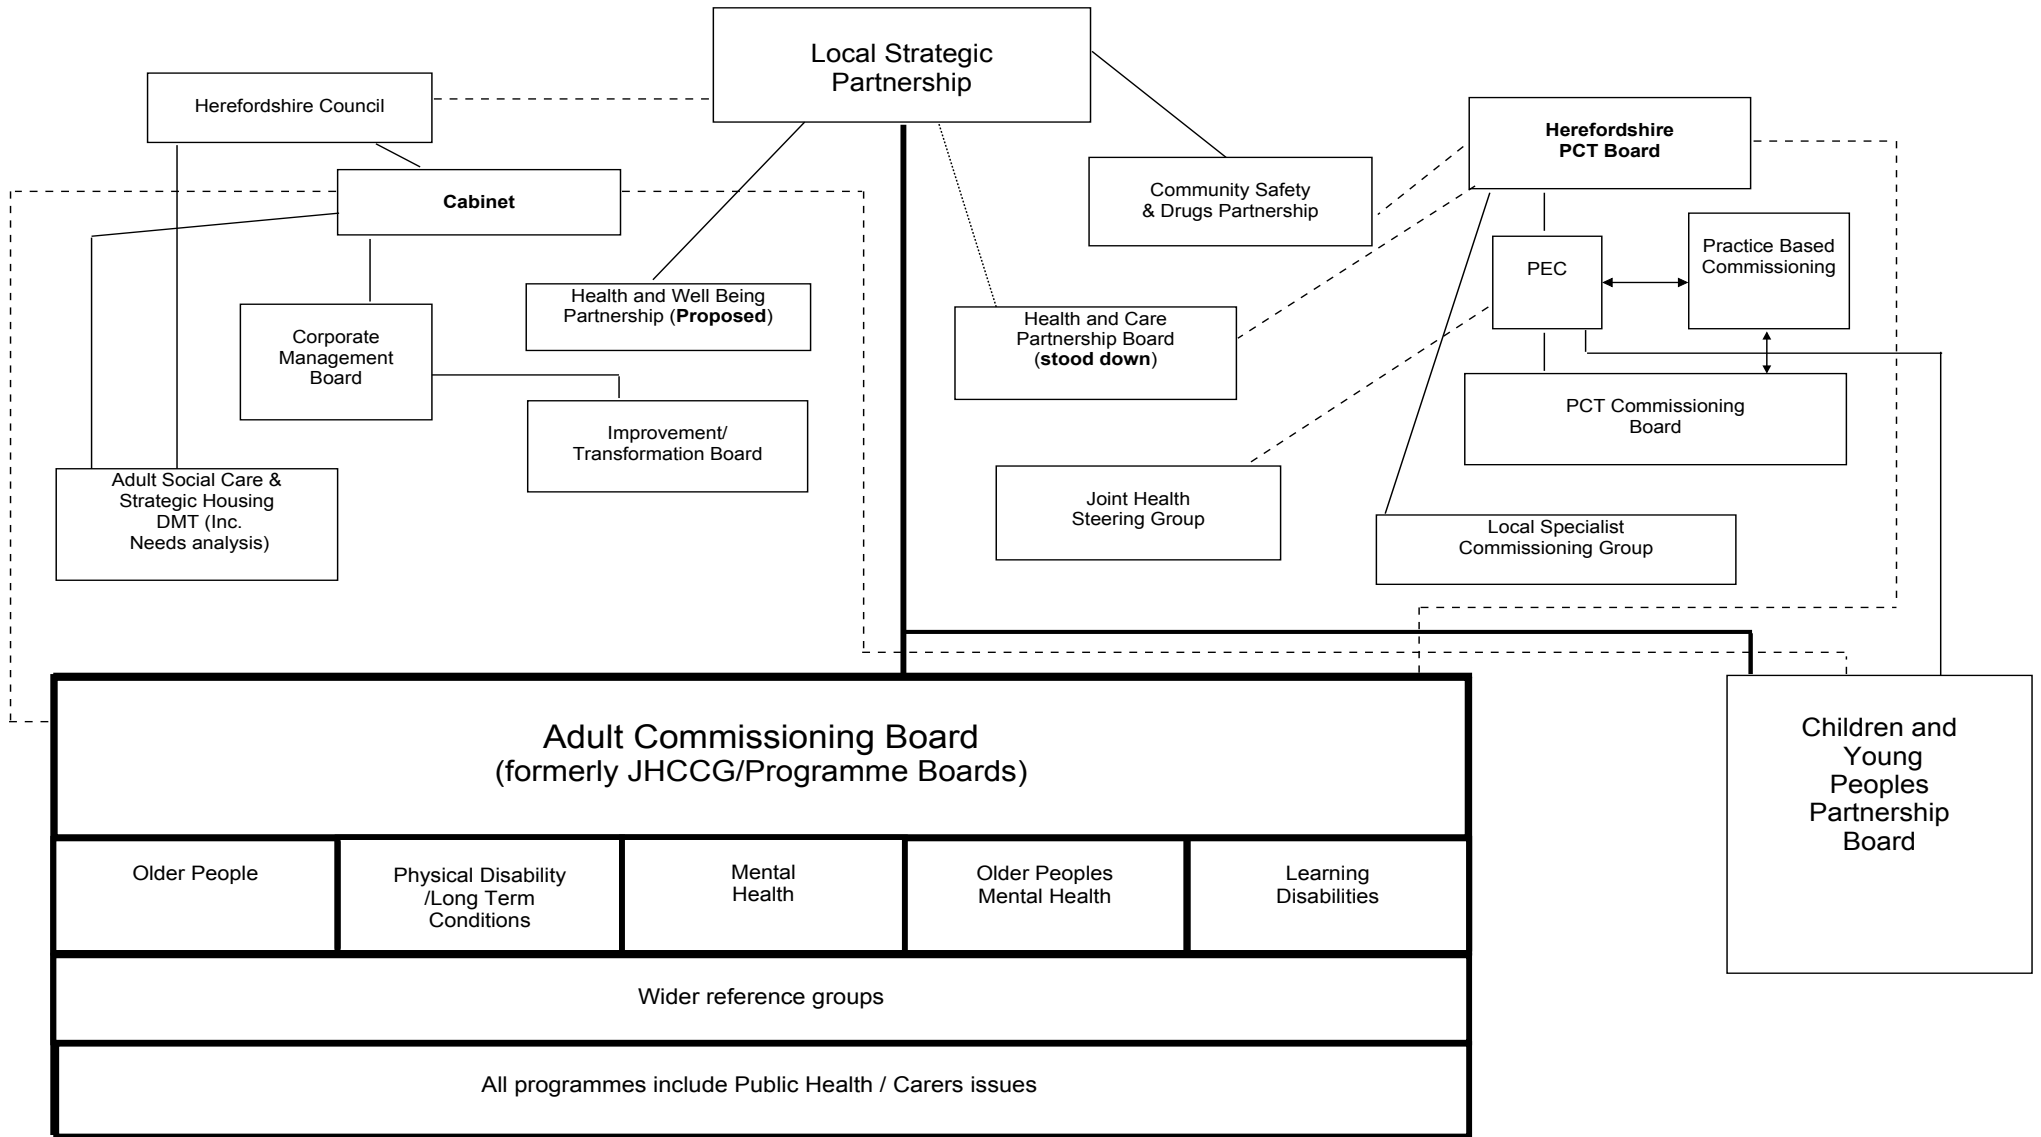 Local Strategic
Partnership
Herefordshire Council
Herefordshire
PCT Board
Cabinet
Community Safety
& Drugs Partnership
Practice Based
Commissioning
PEC
Health and Well Being
Partnership (Proposed)
Health and Care
Partnership Board
(stood down)
Corporate
Management
Board
PCT Commissioning
Board
Improvement/
Transformation Board
Adult Social Care &
Strategic Housing
DMT (Inc.
Needs analysis)
Joint Health
Steering Group
Local Specialist
Commissioning Group
Adult Commissioning Board
(formerly JHCCG/Programme Boards)
Children and
Young
Peoples
Partnership
Board
Older People
Physical Disability
/Long Term
Conditions
Mental
Health
Older Peoples
Mental Health
Learning
Disabilities
Wider reference groups
All programmes include Public Health / Carers issues